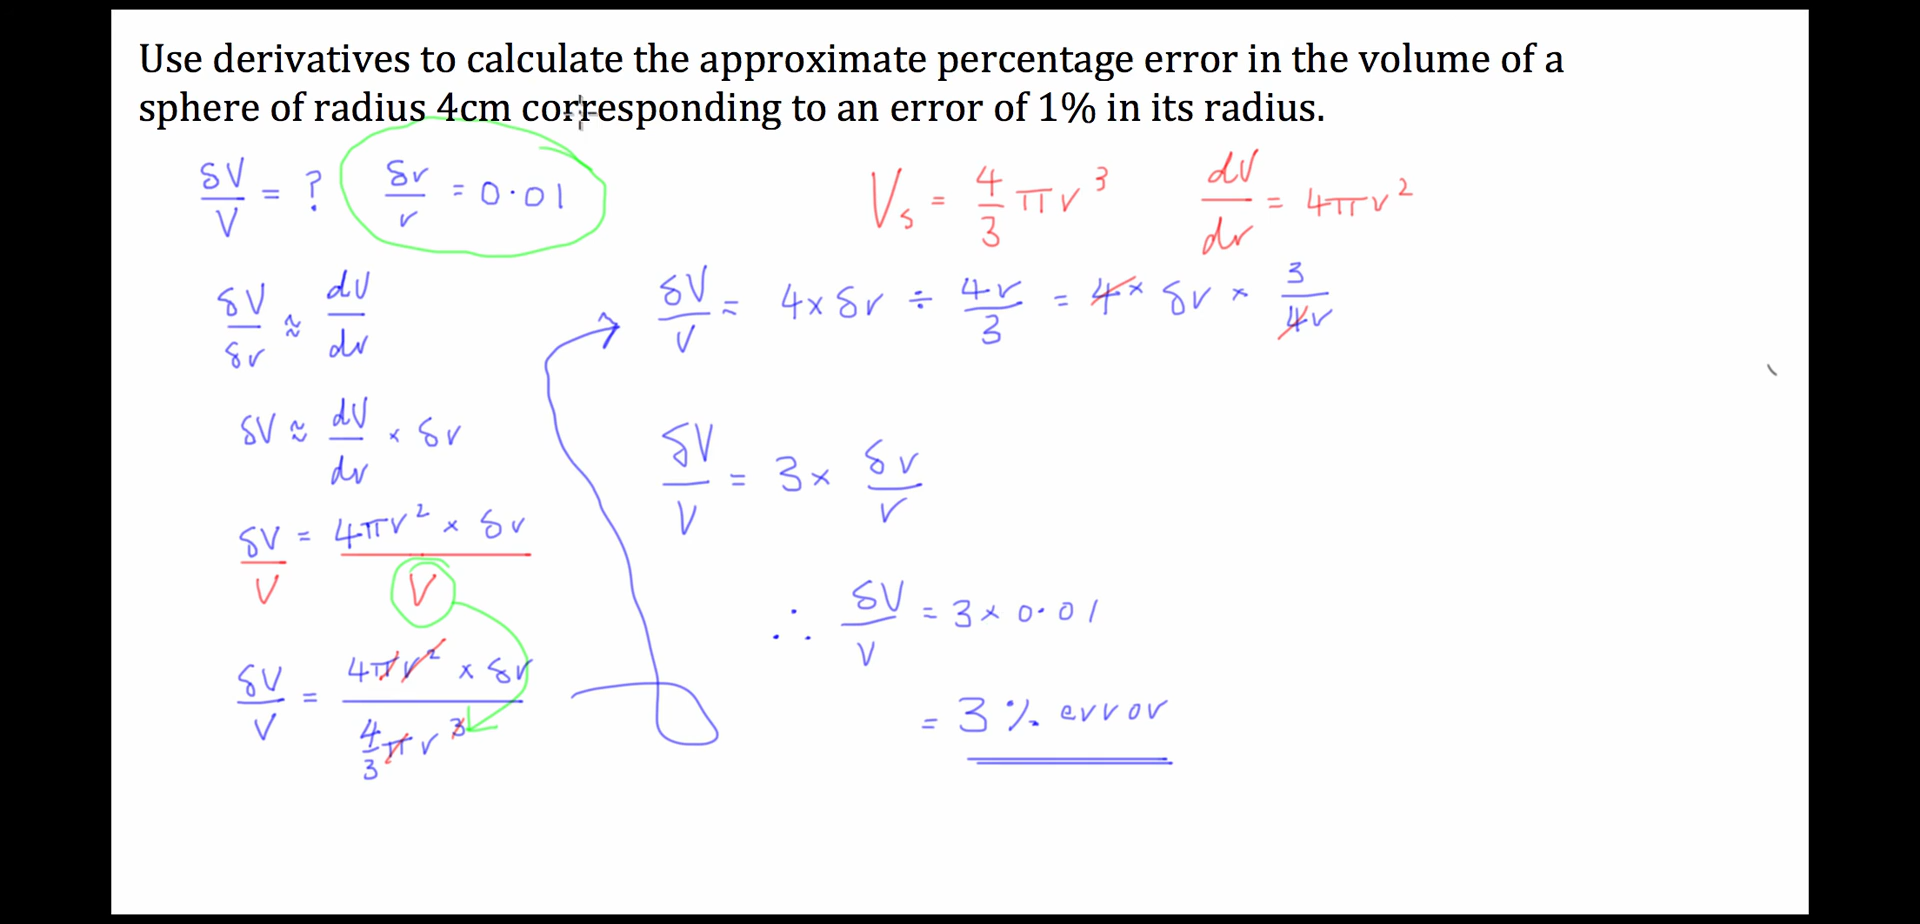 Use derivatives to calculate the approximate percentage error in the volume of a
sphere of radius 4cm corresponding to an error of 1% in its radius.
δV/V = ? δr/r = 0.01
V_s = 4/3 πr³ dV/dr = 4πr²
δV/δr ≈ dV/dr
δV ≈ dV/dr × δr
δV/V = 4πr² × δr / V
δV/V = 4πr² × δr / 4/3 πr³
δV/V = 4 × δr ÷ 4r/3 = 4 × δr × 3/4r
δV/V = 3 × δr/r
∴ δV/V = 3 × 0.01
= 3% error